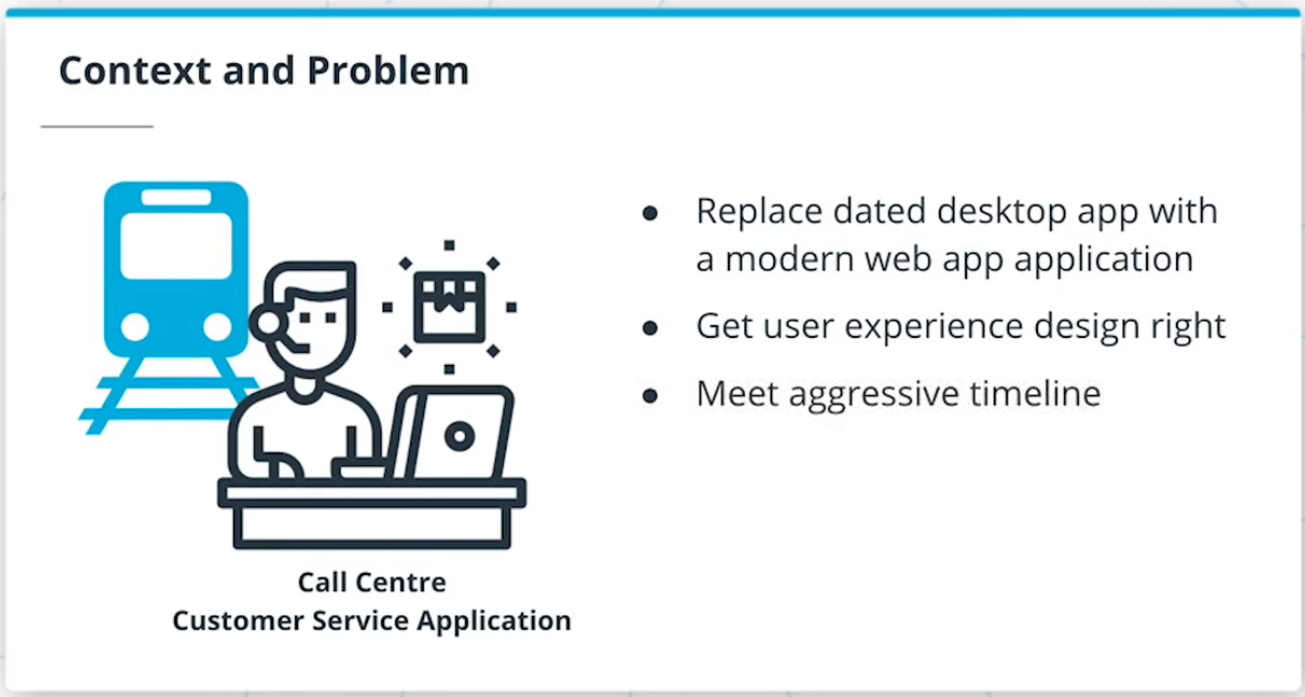 Context and Problem
● Replace dated desktop app with
a modern web app application
● Get user experience design right
● Meet aggressive timeline
Call Centre
Customer Service Application